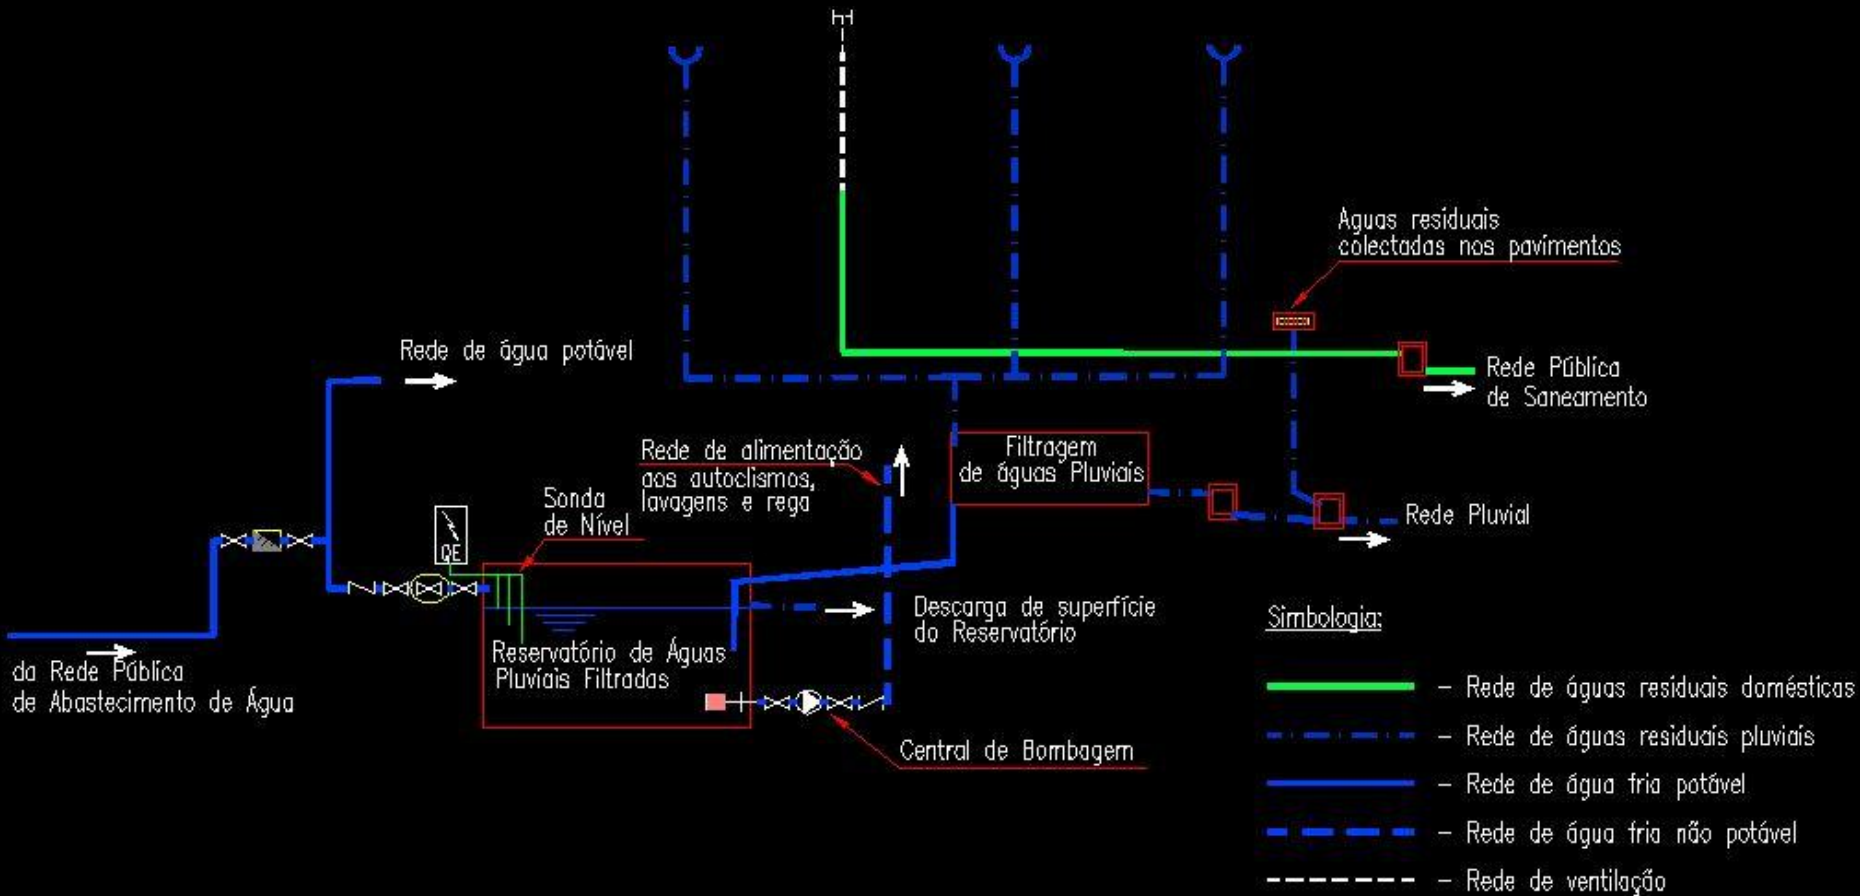 Aguas residuais
colectadas nos pavimentos
Rede de água potável
Rede Pública
de Saneamento
Rede de alimentação
aos autoclismos,
lavagens e rega
Filtragem
de águas Pluviais
Sonda
de Nível
QE
Rede Pluvial
Descarga de superfície
do Reservatório
Reservatório de Águas
Pluviais Filtradas
da Rede Pública
de Abastecimento de Água
Central de Bombagem
Simbologia:
- Rede de águas residuais domésticas
- Rede de águas residuais pluviais
- Rede de água fria potável
- Rede de água fria não potável
- Rede de ventilação